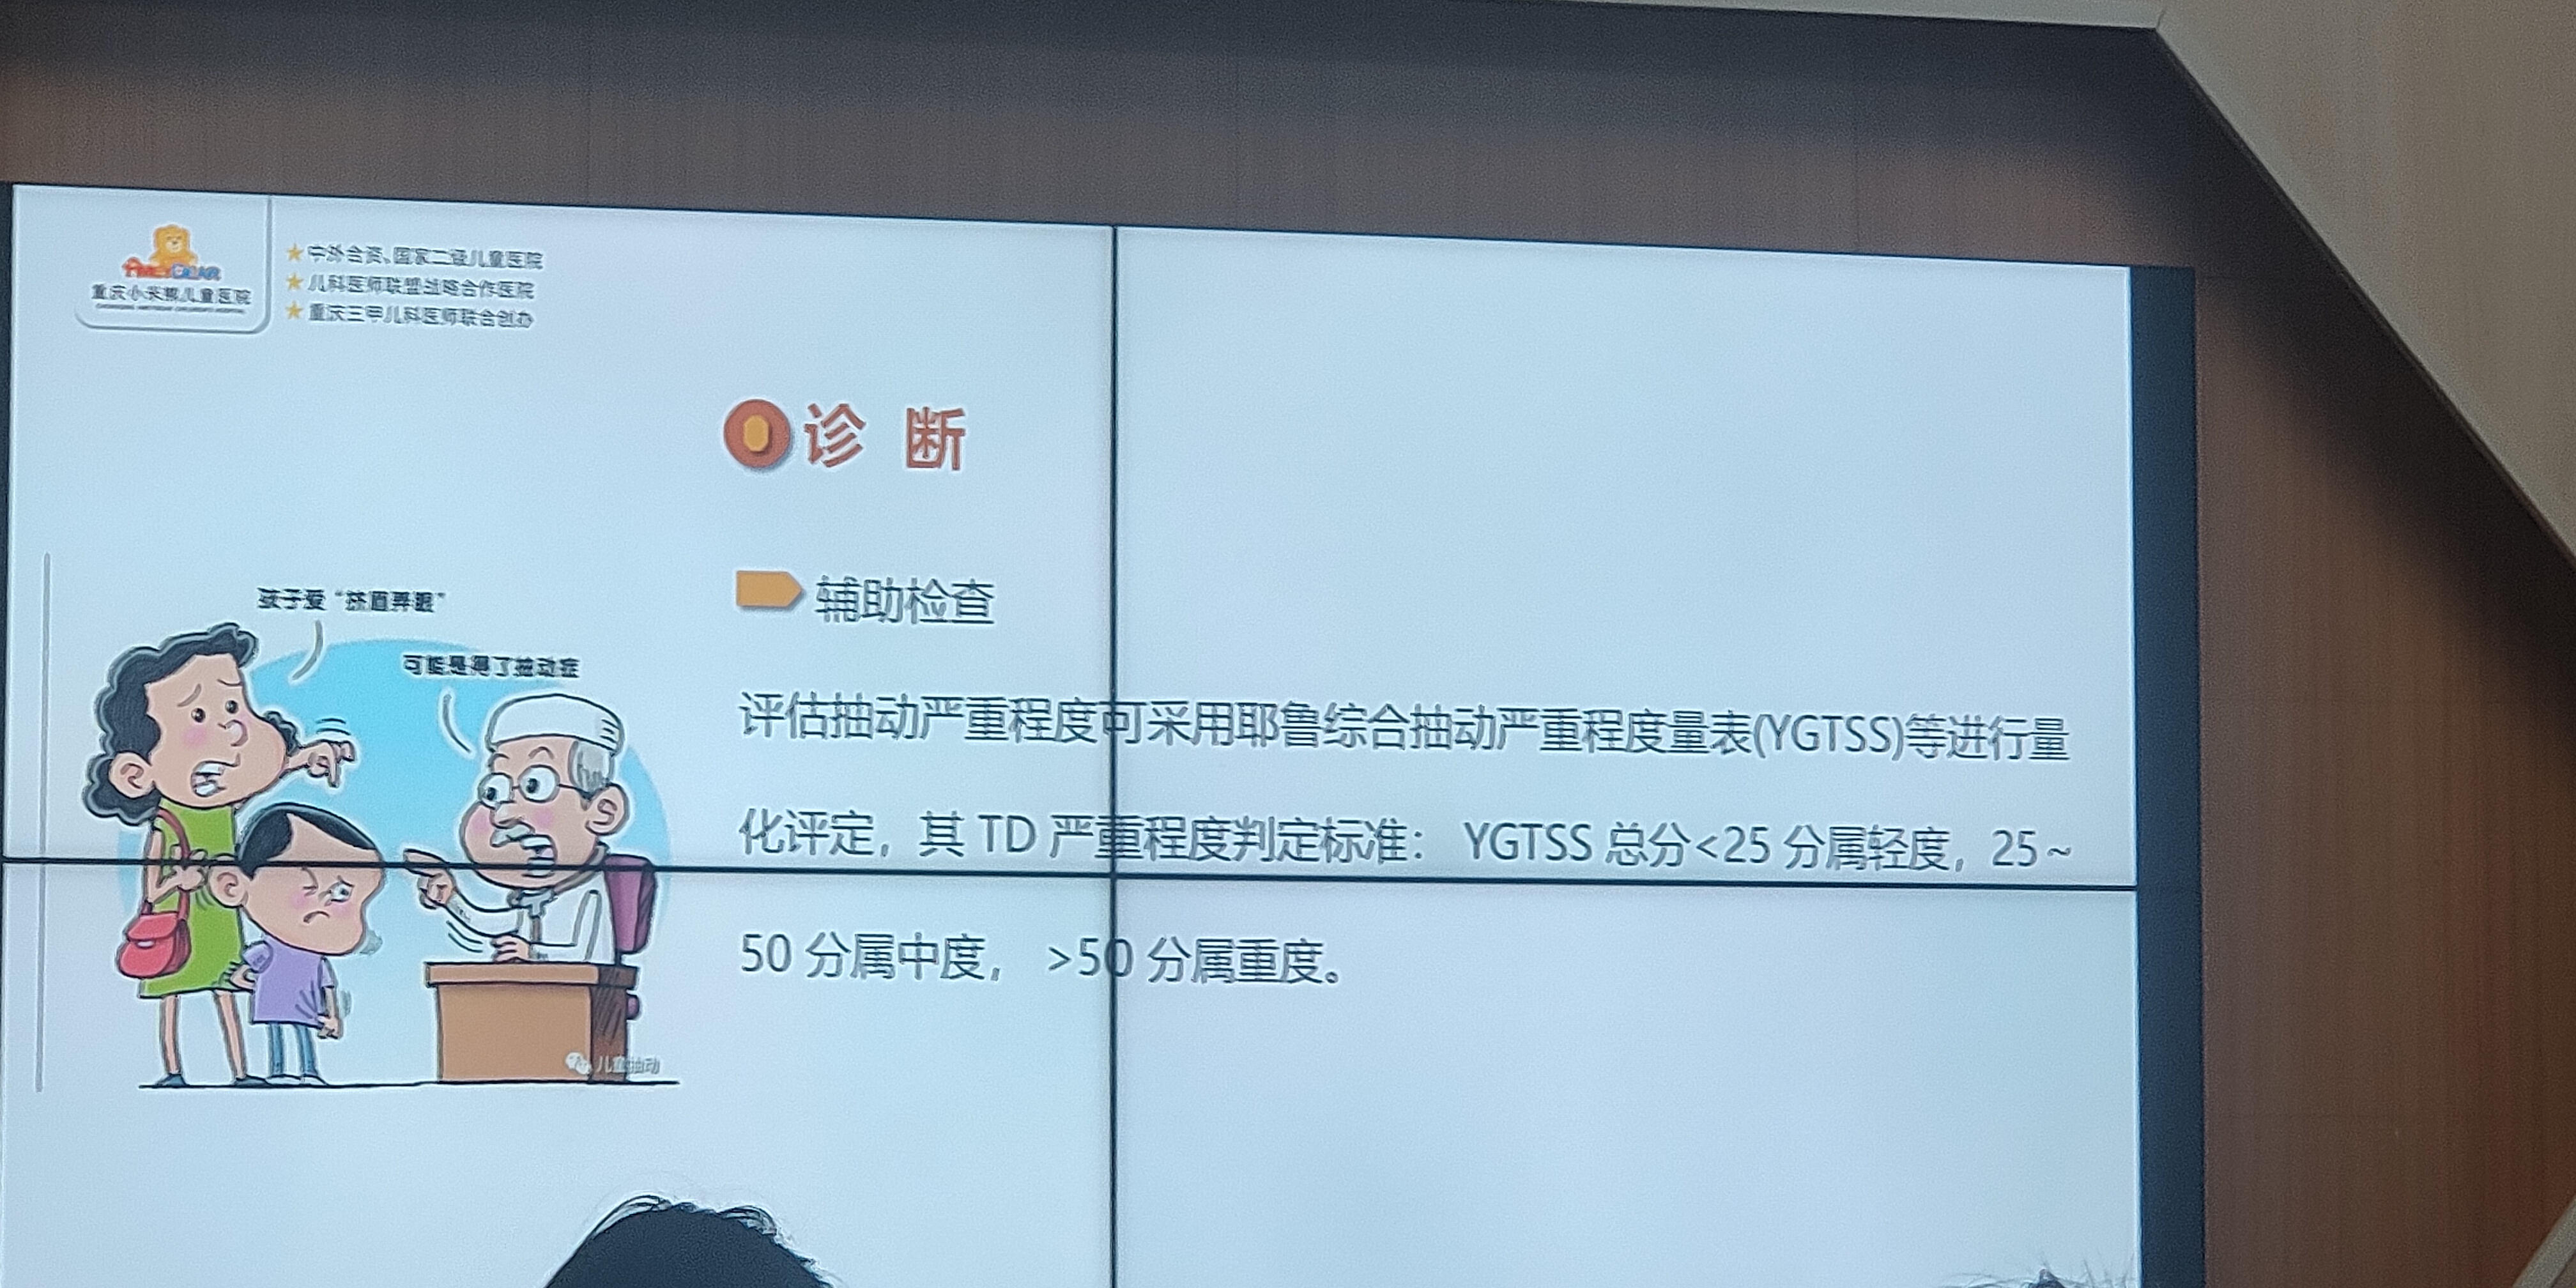 重庆小米熊儿童医院
中外合资、国家二级儿童医院
儿科医师联盟战略合作医院
重庆三甲儿科医师联合创办
诊 断
辅助检查
孩子爱“挤眉弄眼”
可能是得了抽动症
评估抽动严重程度可采用耶鲁综合抽动严重程度量表(YGTSS)等进行量
化评定，其 TD 严重程度判定标准： YGTSS 总分<25 分属轻度，25~
50 分属中度， >50 分属重度。
儿童抽动